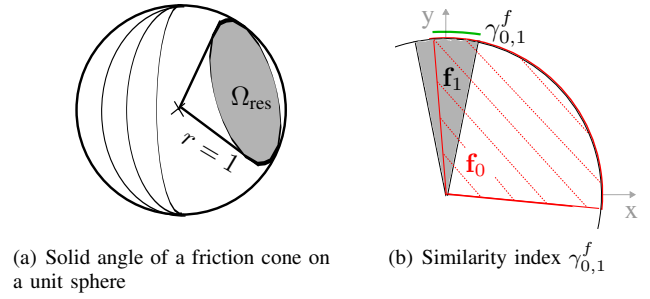 Ω_res
r = 1
y
γ^f_{0,1}
f_1
f_0
x
(a) Solid angle of a friction cone on
a unit sphere
(b) Similarity index γ^f_{0,1}